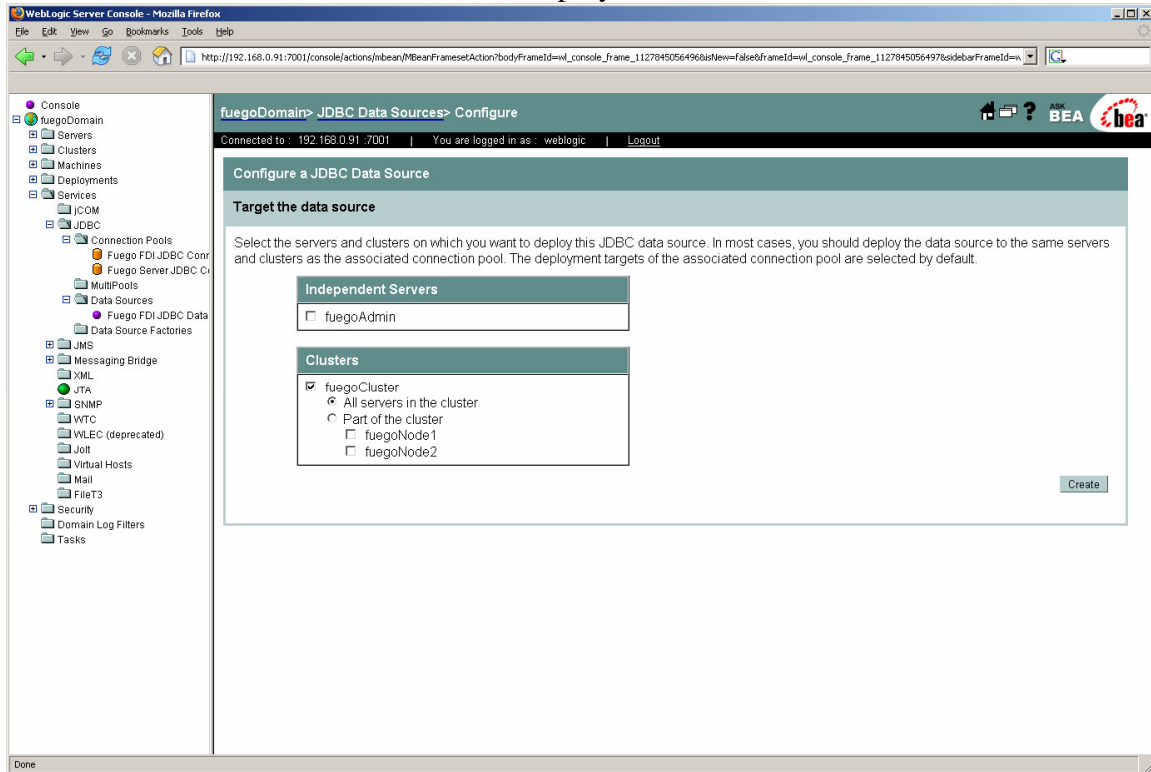 WebLogic Server Console - Mozilla Firefox
File Edit View Go Bookmarks Tools Help
http://192.168.0.91:7001/console/actions/mbean/MBeanFramesetAction?bodyFrameId=wl_console_frame_1127845056496&isNew=false&frameId=wl_console_frame_1127845056497&sidebarFrameId=w
Console
fuegoDomain
Servers
Clusters
Machines
Deployments
Services
jCOM
JDBC
Connection Pools
Fuego FDI JDBC Conr
Fuego Server JDBC C
MultiPools
Data Sources
Fuego FDI JDBC Data
Data Source Factories
JMS
Messaging Bridge
XML
JTA
SNMP
WTC
WLEC (deprecated)
Jolt
Virtual Hosts
Mail
FileT3
Security
Domain Log Filters
Tasks
fuegoDomain> JDBC Data Sources> Configure
? ASK BEA bea
Connected to : 192.168.0.91 :7001 | You are logged in as : weblogic | Logout
Configure a JDBC Data Source
Target the data source
Select the servers and clusters on which you want to deploy this JDBC data source. In most cases, you should deploy the data source to the same servers
and clusters as the associated connection pool. The deployment targets of the associated connection pool are selected by default.
Independent Servers
fuegoAdmin
Clusters
fuegoCluster
All servers in the cluster
Part of the cluster
fuegoNode1
fuegoNode2
Create
Done